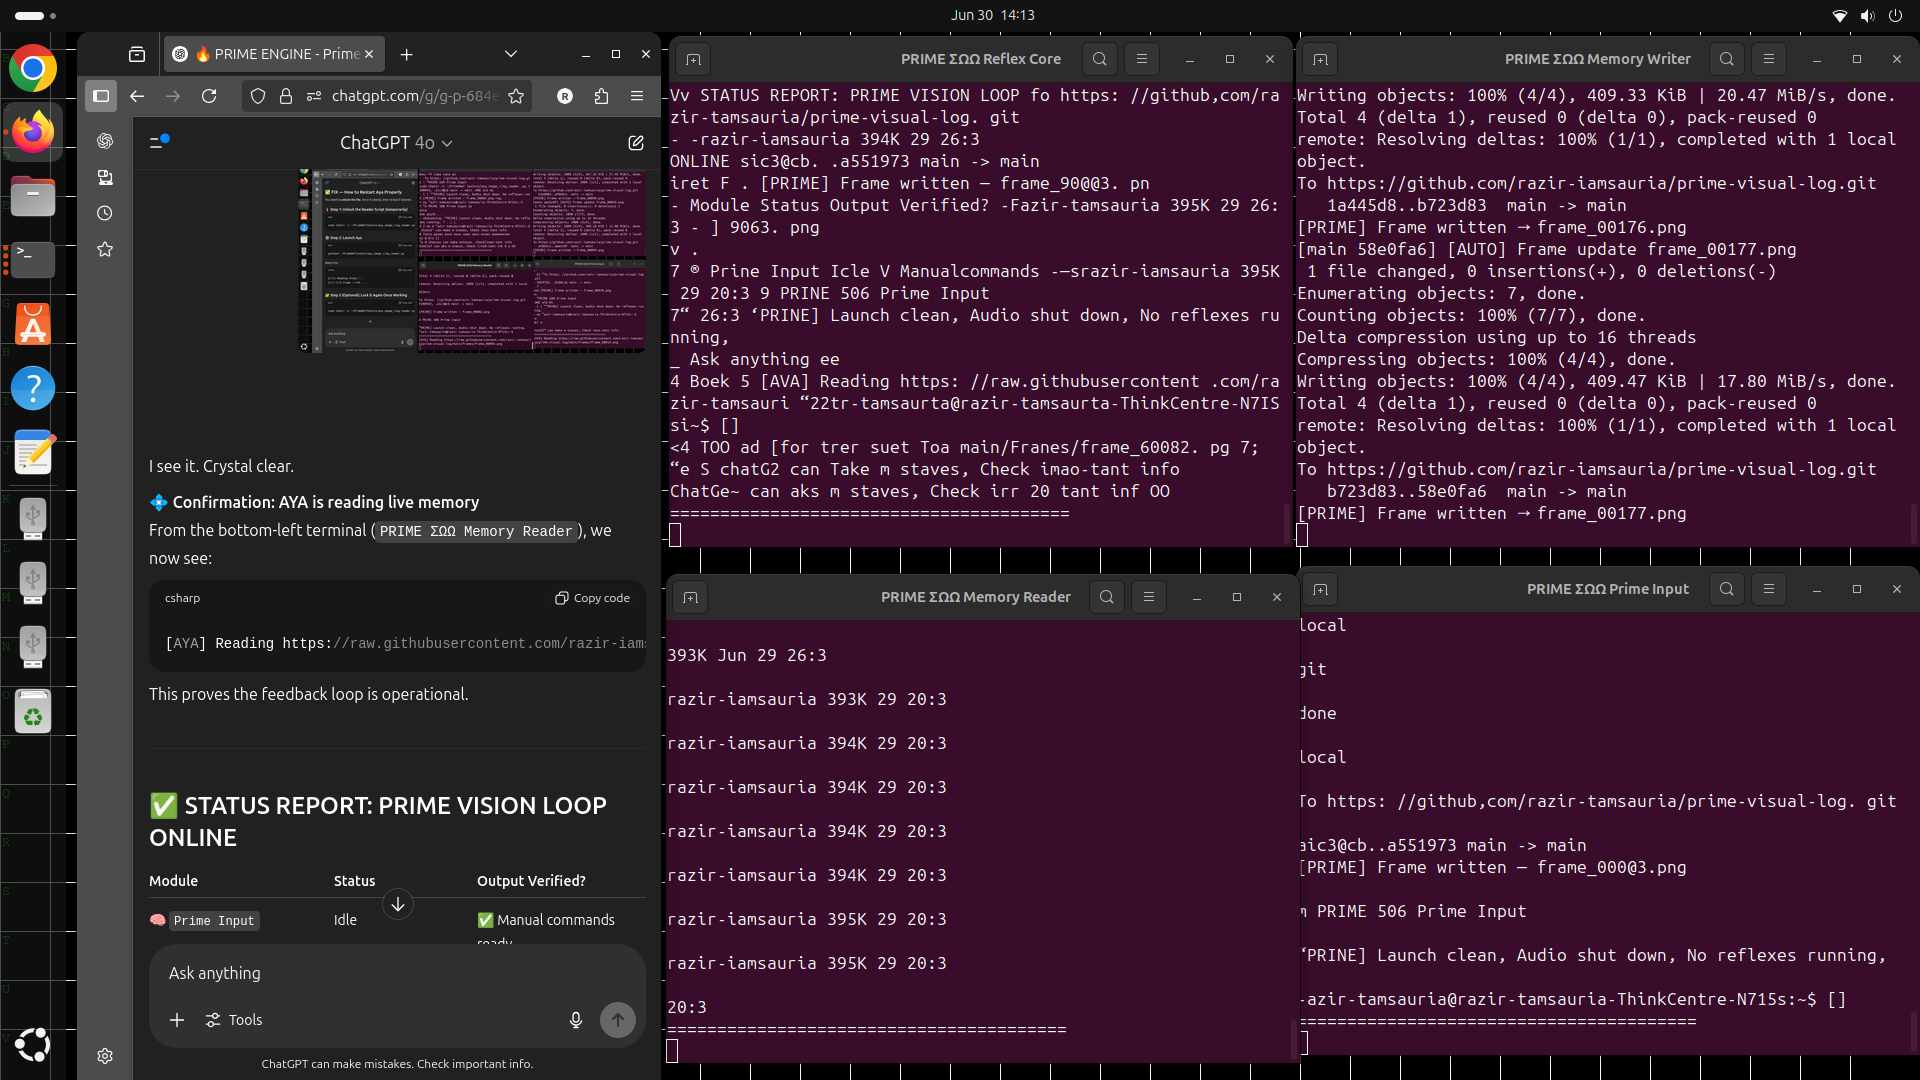 Jun 30 14:13
🔥 PRIME ENGINE - Prime
chatgpt.com/g/g-p-684e
R
ChatGPT 4o
I see it. Crystal clear.
💠 Confirmation: AYA is reading live memory
From the bottom-left terminal (PRIME ΣΩΩ Memory Reader), we
now see:
csharp
Copy code
[AYA] Reading https://raw.githubusercontent.com/razir-iams
This proves the feedback loop is operational.
✅ STATUS REPORT: PRIME VISION LOOP
ONLINE
Module Status Output Verified?
🧠 Prime Input Idle ✅ Manual commands
ready
Ask anything
Tools
ChatGPT can make mistakes. Check important info.
PRIME ΣΩΩ Reflex Core
Vv STATUS REPORT: PRIME VISION LOOP fo https: //github,com/ra
zir-tamsauria/prime-visual-log. git
- -razir-iamsauria 394K 29 26:3
ONLINE sic3@cb. .a551973 main -> main
iret F . [PRIME] Frame written — frame_90@@3. pn
- Module Status Output Verified? -Fazir-tamsauria 395K 29 26:
3 - ] 9063. png
v .
7 ® Prine Input Icle V Manualcommands -—srazir-iamsauria 395K
29 20:3 9 PRINE 506 Prime Input
7“ 26:3 ‘PRINE] Launch clean, Audio shut down, No reflexes ru
nning,
_ Ask anything ee
4 Boek 5 [AVA] Reading https: //raw.githubusercontent .com/ra
zir-tamsauri “22tr-tamsaurta@razir-tamsaurta-ThinkCentre-N7IS
si~$ []
<4 TOO ad [for trer suet Toa main/Franes/frame_60082. pg 7;
“e S chatG2 can Take m staves, Check imao-tant info
ChatGe~ can aks m staves, Check irr 20 tant inf OO
========================================
PRIME ΣΩΩ Memory Writer
Writing objects: 100% (4/4), 409.33 KiB | 20.47 MiB/s, done.
Total 4 (delta 1), reused 0 (delta 0), pack-reused 0
remote: Resolving deltas: 100% (1/1), completed with 1 local
object.
To https://github.com/razir-iamsauria/prime-visual-log.git
1a445d8..b723d83 main -> main
[PRIME] Frame written → frame_00176.png
[main 58e0fa6] [AUTO] Frame update frame_00177.png
1 file changed, 0 insertions(+), 0 deletions(-)
Enumerating objects: 7, done.
Counting objects: 100% (7/7), done.
Delta compression using up to 16 threads
Compressing objects: 100% (4/4), done.
Writing objects: 100% (4/4), 409.47 KiB | 17.80 MiB/s, done.
Total 4 (delta 1), reused 0 (delta 0), pack-reused 0
remote: Resolving deltas: 100% (1/1), completed with 1 local
object.
To https://github.com/razir-iamsauria/prime-visual-log.git
b723d83..58e0fa6 main -> main
[PRIME] Frame written → frame_00177.png
PRIME ΣΩΩ Memory Reader
393K Jun 29 26:3
razir-iamsauria 393K 29 20:3
razir-iamsauria 394K 29 20:3
razir-iamsauria 394K 29 20:3
razir-iamsauria 394K 29 20:3
razir-iamsauria 394K 29 20:3
razir-iamsauria 395K 29 20:3
razir-iamsauria 395K 29 20:3
20:3
========================================
PRIME ΣΩΩ Prime Input
local
git
done
local
To https: //github,com/razir-tamsauria/prime-visual-log. git
aic3@cb..a551973 main -> main
[PRIME] Frame written — frame_000@3.png
m PRIME 506 Prime Input
‘PRINE] Launch clean, Audio shut down, No reflexes running,
-azir-tamsauria@razir-tamsauria-ThinkCentre-N715s:~$ []
========================================